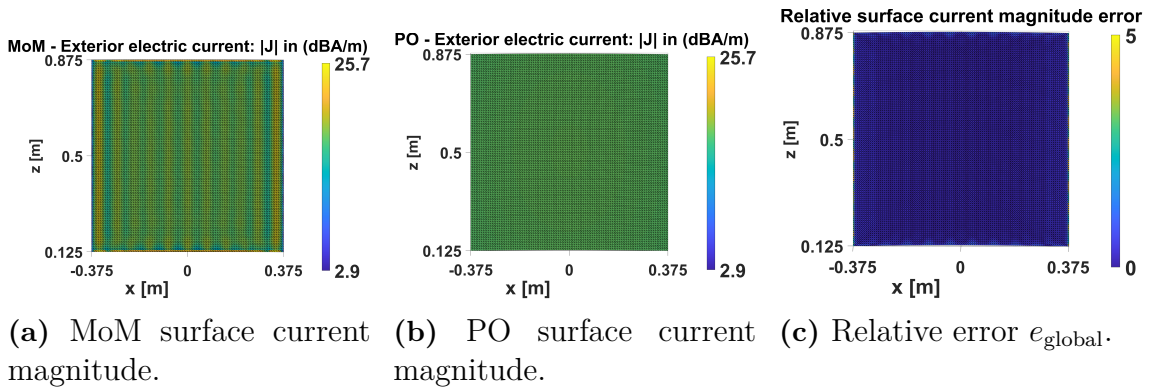 MoM - Exterior electric current: |J| in (dBA/m)
0.875
0.5
0.125
z [m]
-0.375 0 0.375
x [m]
25.7
2.9
(a) MoM surface current
magnitude.
PO - Exterior electric current: |J| in (dBA/m)
0.875
0.5
0.125
z [m]
-0.375 0 0.375
x [m]
25.7
2.9
(b) PO surface current
magnitude.
Relative surface current magnitude error
0.875
0.5
0.125
z [m]
-0.375 0 0.375
x [m]
5
0
(c) Relative error e_global.